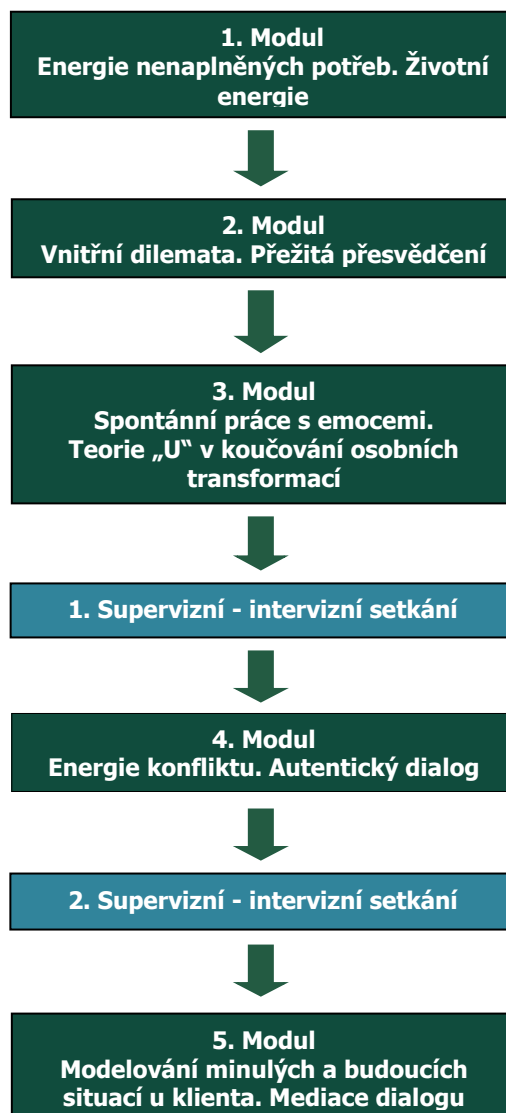 1. Modul
Energie nenaplněných potřeb. Životní
energie
2. Modul
Vnitřní dilemata. Přežitá přesvědčení
3. Modul
Spontánní práce s emocemi.
Teorie „U“ v koučování osobních
transformací
1. Supervizní - intervizní setkání
4. Modul
Energie konfliktu. Autentický dialog
2. Supervizní - intervizní setkání
5. Modul
Modelování minulých a budoucích
situací u klienta. Mediace dialogu